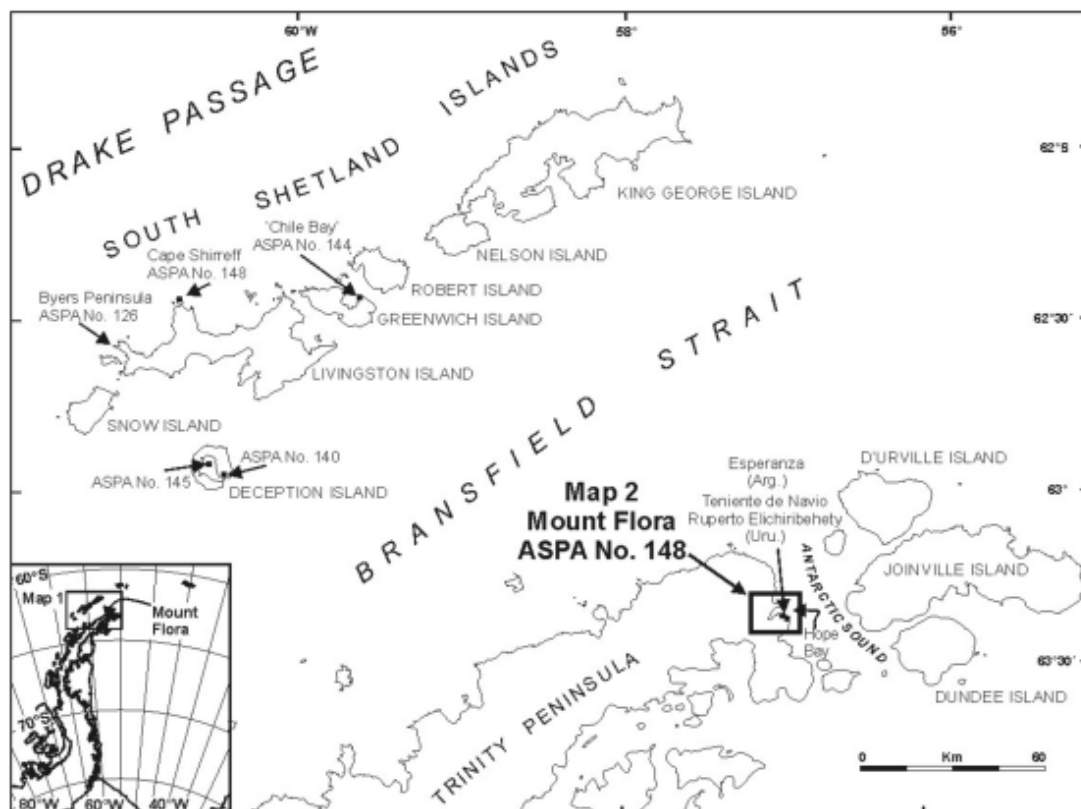 60°W
58°
56°
DRAKE PASSAGE
SOUTH SHETLAND ISLANDS
62°S
KING GEORGE ISLAND
'Chile Bay'
ASPA No. 144
NELSON ISLAND
Cape Shirreff
ASPA No. 148
ROBERT ISLAND
Byers Peninsula
ASPA No. 126
GREENWICH ISLAND
62°30'
LIVINGSTON ISLAND
SNOW ISLAND
ASPA No. 140
ASPA No. 145
DECEPTION ISLAND
BRANSFIELD STRAIT
Esperanza
(Arg.)
Teniente de Navio
Ruperto Elichiribehety
(Uru.)
D'URVILLE ISLAND
63°
Map 2
Mount Flora
ASPA No. 148
JOINVILLE ISLAND
ANTARCTIC SOUND
Hope
Bay
63°30'
DUNDEE ISLAND
TRINITY PENINSULA
0 Km 60
60°S
Map 1
Mount
Flora
70°S
80°W
60°W
40°W